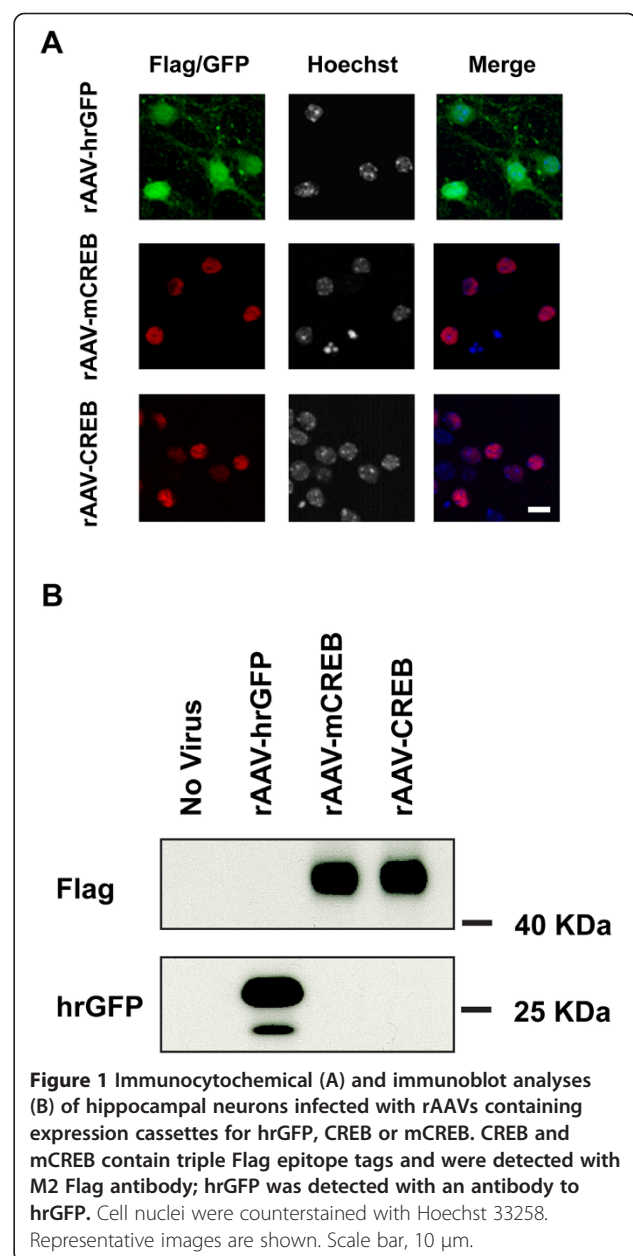 A
Flag/GFP Hoechst Merge
rAAV-hrGFP
rAAV-mCREB
rAAV-CREB
B
No Virus rAAV-hrGFP rAAV-mCREB rAAV-CREB
Flag
40 KDa
hrGFP
25 KDa
Figure 1 Immunocytochemical (A) and immunoblot analyses
(B) of hippocampal neurons infected with rAAVs containing
expression cassettes for hrGFP, CREB or mCREB. CREB and
mCREB contain triple Flag epitope tags and were detected with
M2 Flag antibody; hrGFP was detected with an antibody to
hrGFP. Cell nuclei were counterstained with Hoechst 33258.
Representative images are shown. Scale bar, 10 μm.